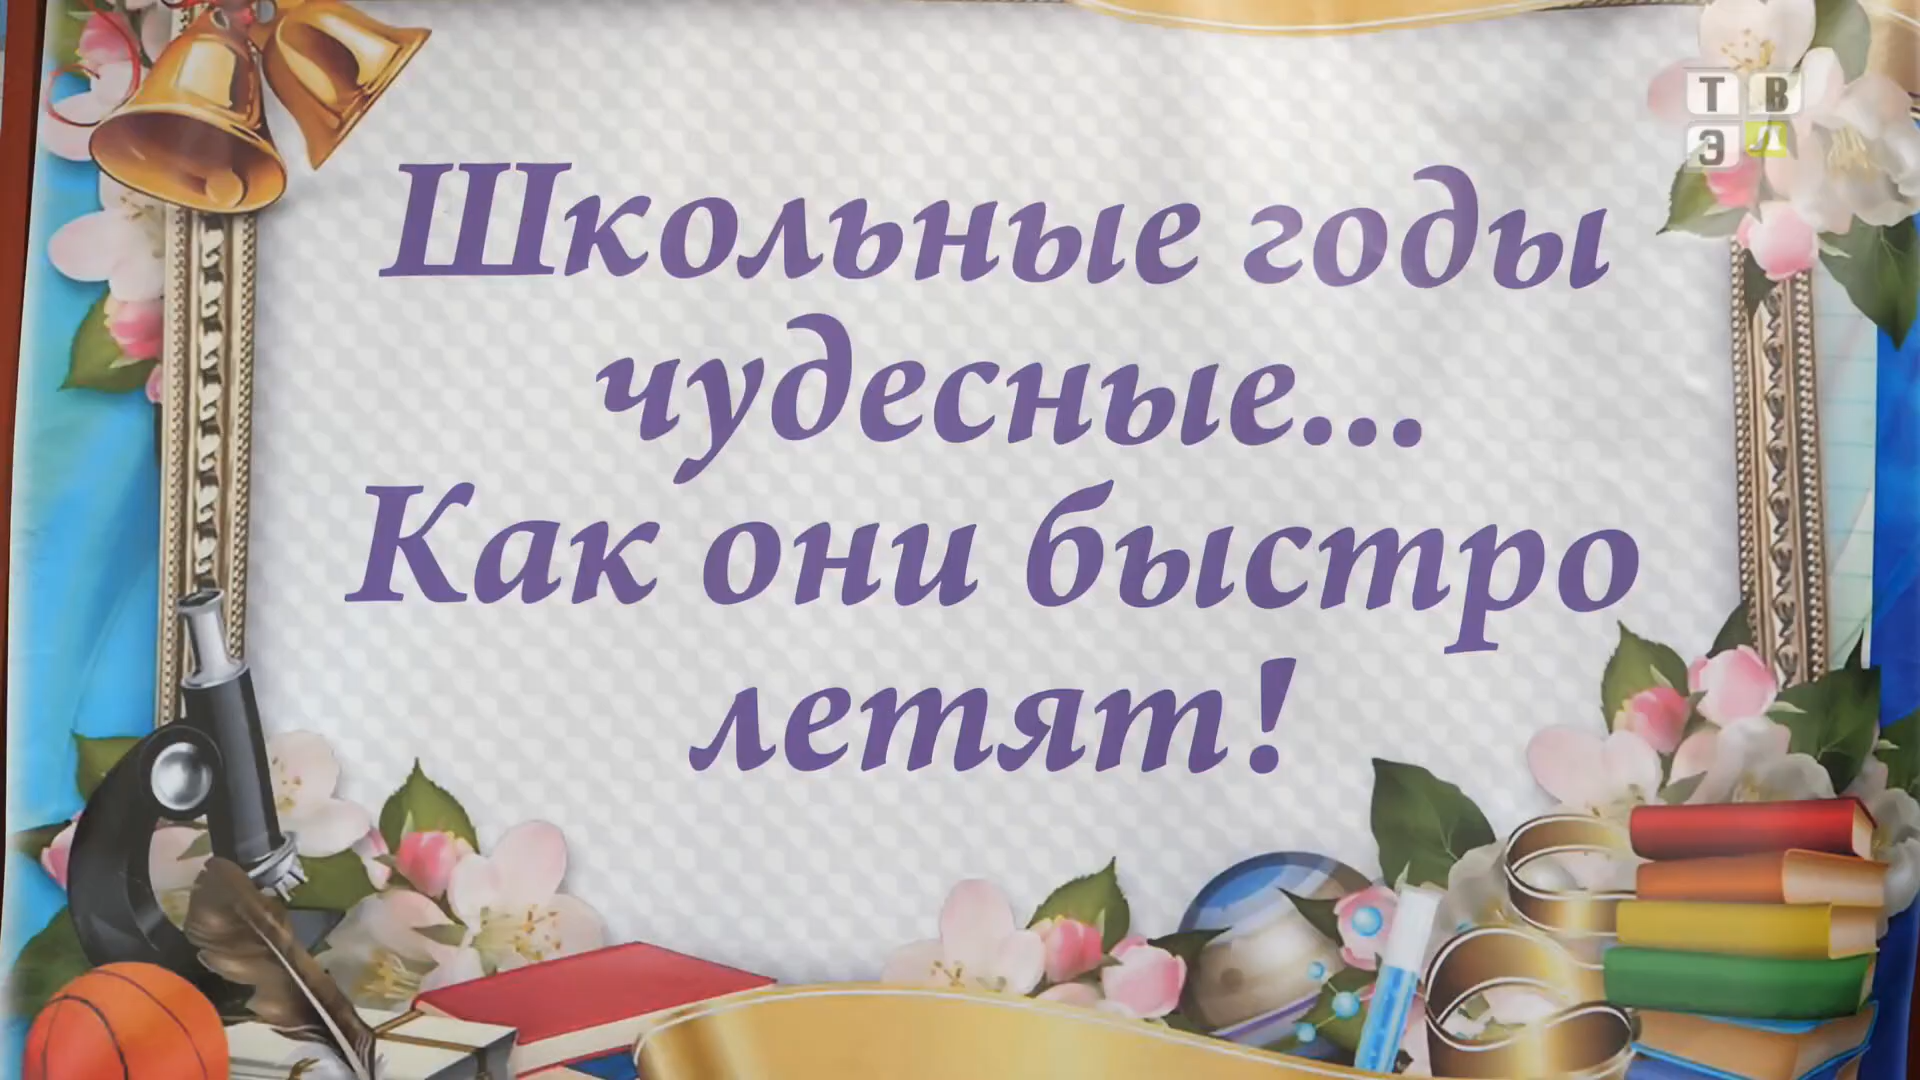 ТВ
ЭЛ
Школьные годы
чудесные...
Как они быстро
летят!